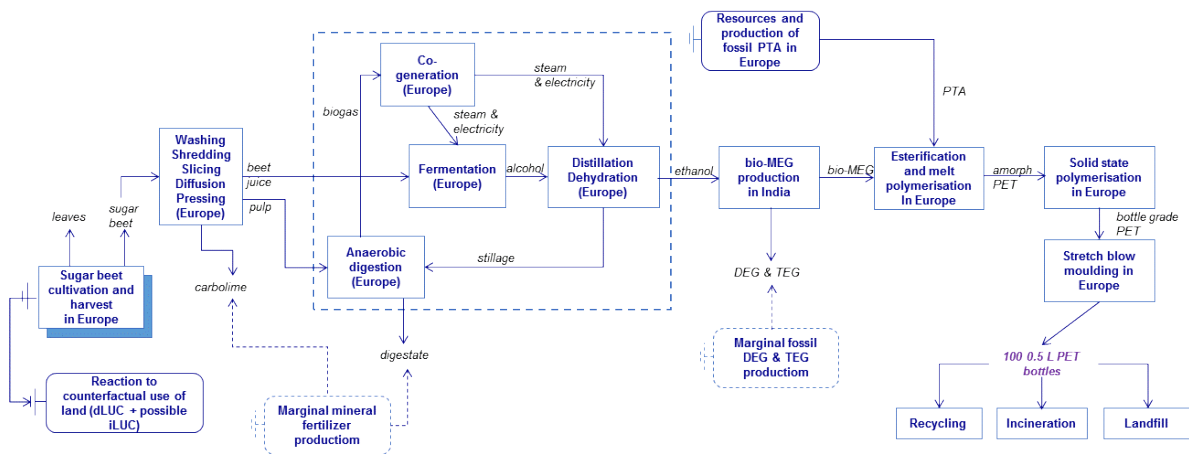 Resources and
production of
fossil PTA in
Europe
Co-
generation
(Europe)
steam
& electricity
biogas
steam &
electricity
PTA
Washing
Shredding
Slicing
Diffusion
Pressing
(Europe)
beet
juice
pulp
Fermentation
(Europe)
alcohol
Distillation
Dehydration
(Europe)
ethanol
bio-MEG
production
in India
bio-MEG
Esterification
and melt
polymerisation
In Europe
amorph
PET
Solid state
polymerisation
in Europe
leaves
sugar
beet
bottle grade
PET
Anaerobic
digestion
(Europe)
stillage
Stretch blow
moulding in
Europe
Sugar beet
cultivation and
harvest
in Europe
carbolime
DEG & TEG
digestate
Marginal fossil
DEG & TEG
productiom
100 0.5 L PET
bottles
Reaction to
counterfactual use of
land (dLUC + possible
iLUC)
Marginal mineral
fertilizer
productiom
Recycling
Incineration
Landfill